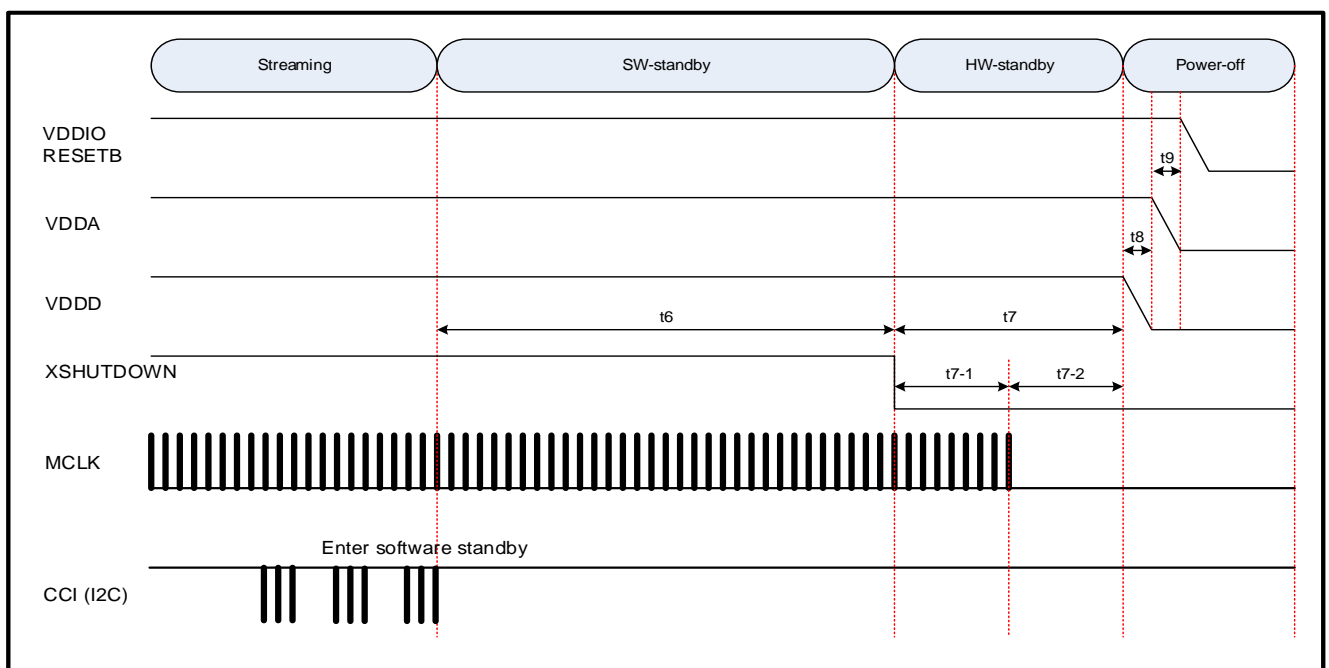 Streaming
SW-standby
HW-standby
Power-off
VDDIO
RESETB
t9
VDDA
t8
VDDD
t6
t7
XSHUTDOWN
t7-1
t7-2
MCLK
Enter software standby
CCI (I2C)